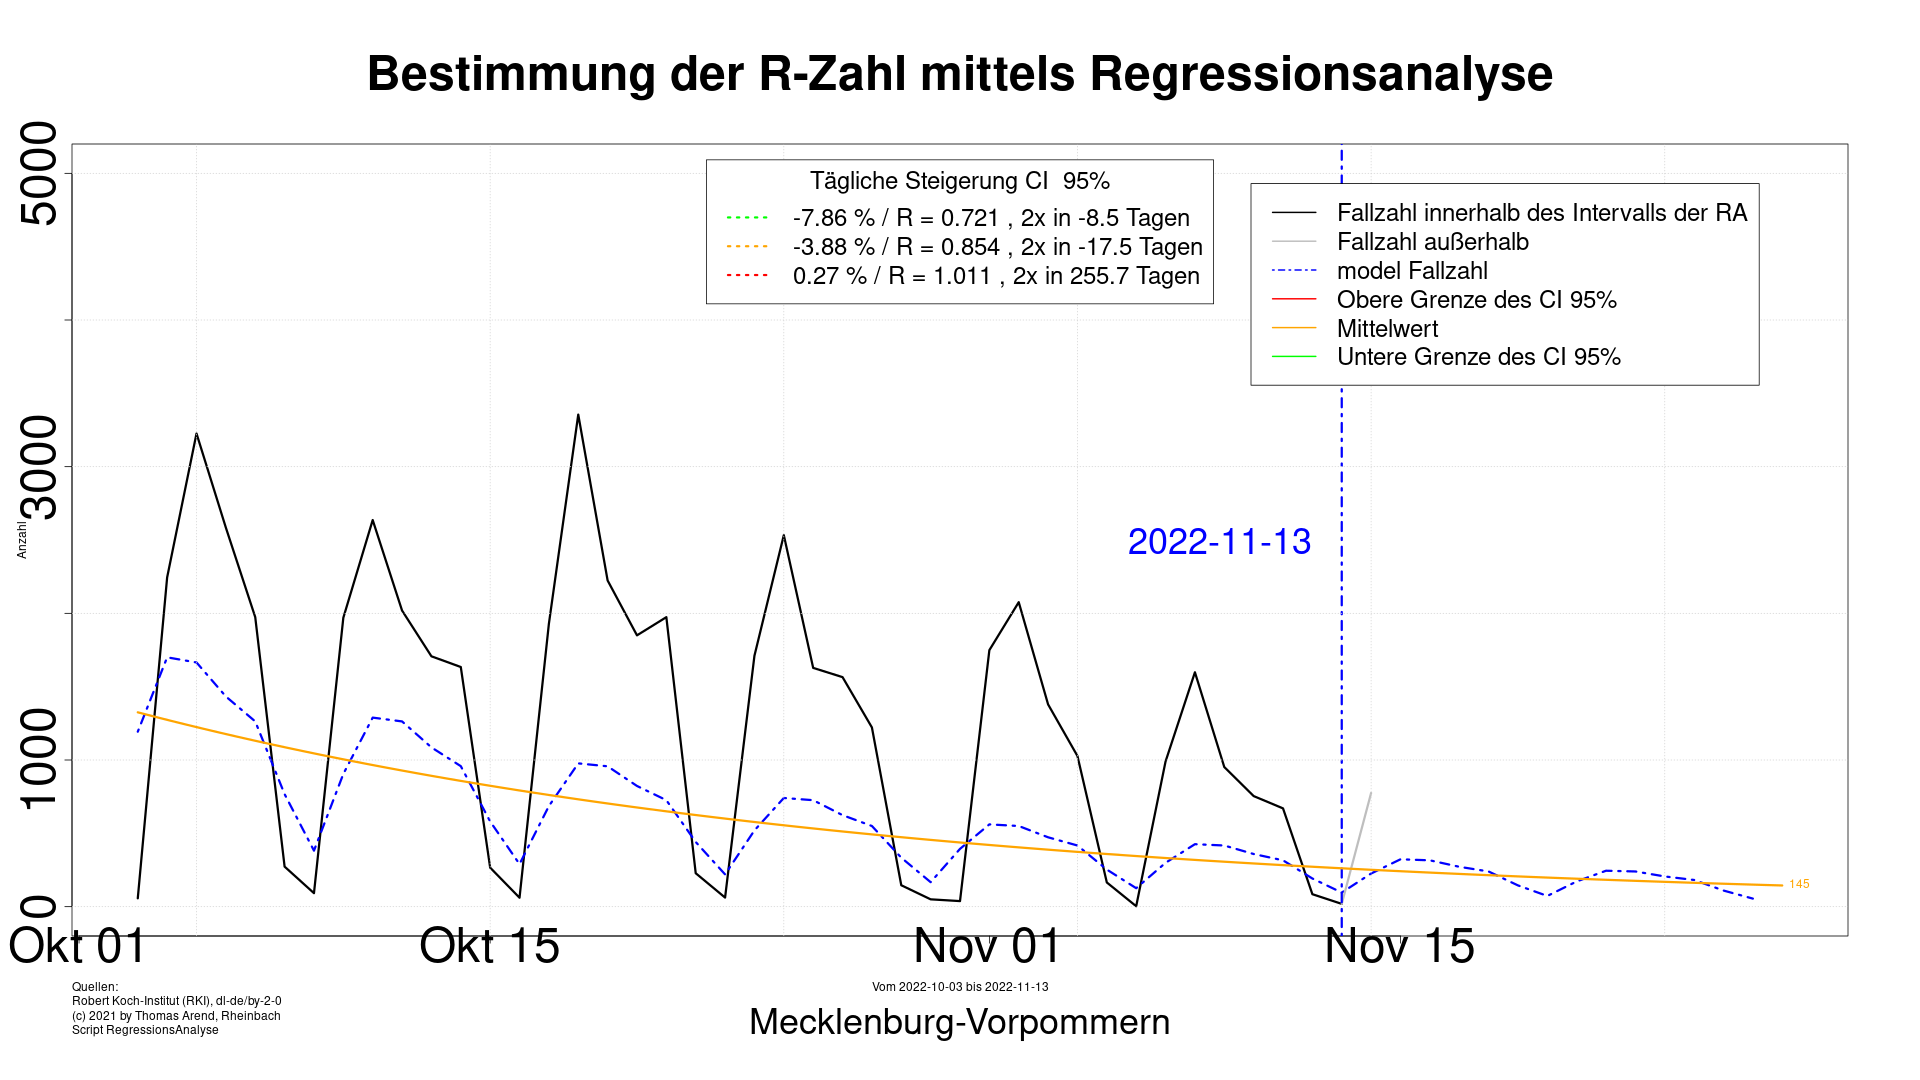 Bestimmung der R-Zahl mittels Regressionsanalyse
5000
3000
1000
0
Anzahl
Tägliche Steigerung CI  95%
-7.86 % / R = 0.721 , 2x in -8.5 Tagen
-3.88 % / R = 0.854 , 2x in -17.5 Tagen
0.27 % / R = 1.011 , 2x in 255.7 Tagen
Fallzahl innerhalb des Intervalls der RA
Fallzahl außerhalb
model Fallzahl
Obere Grenze des CI 95%
Mittelwert
Untere Grenze des CI 95%
2022-11-13
145
Okt 01
Okt 15
Nov 01
Nov 15
Quellen:
Robert Koch-Institut (RKI), dl-de/by-2-0
(c) 2021 by Thomas Arend, Rheinbach
Script RegressionsAnalyse
Vom 2022-10-03 bis 2022-11-13
Mecklenburg-Vorpommern